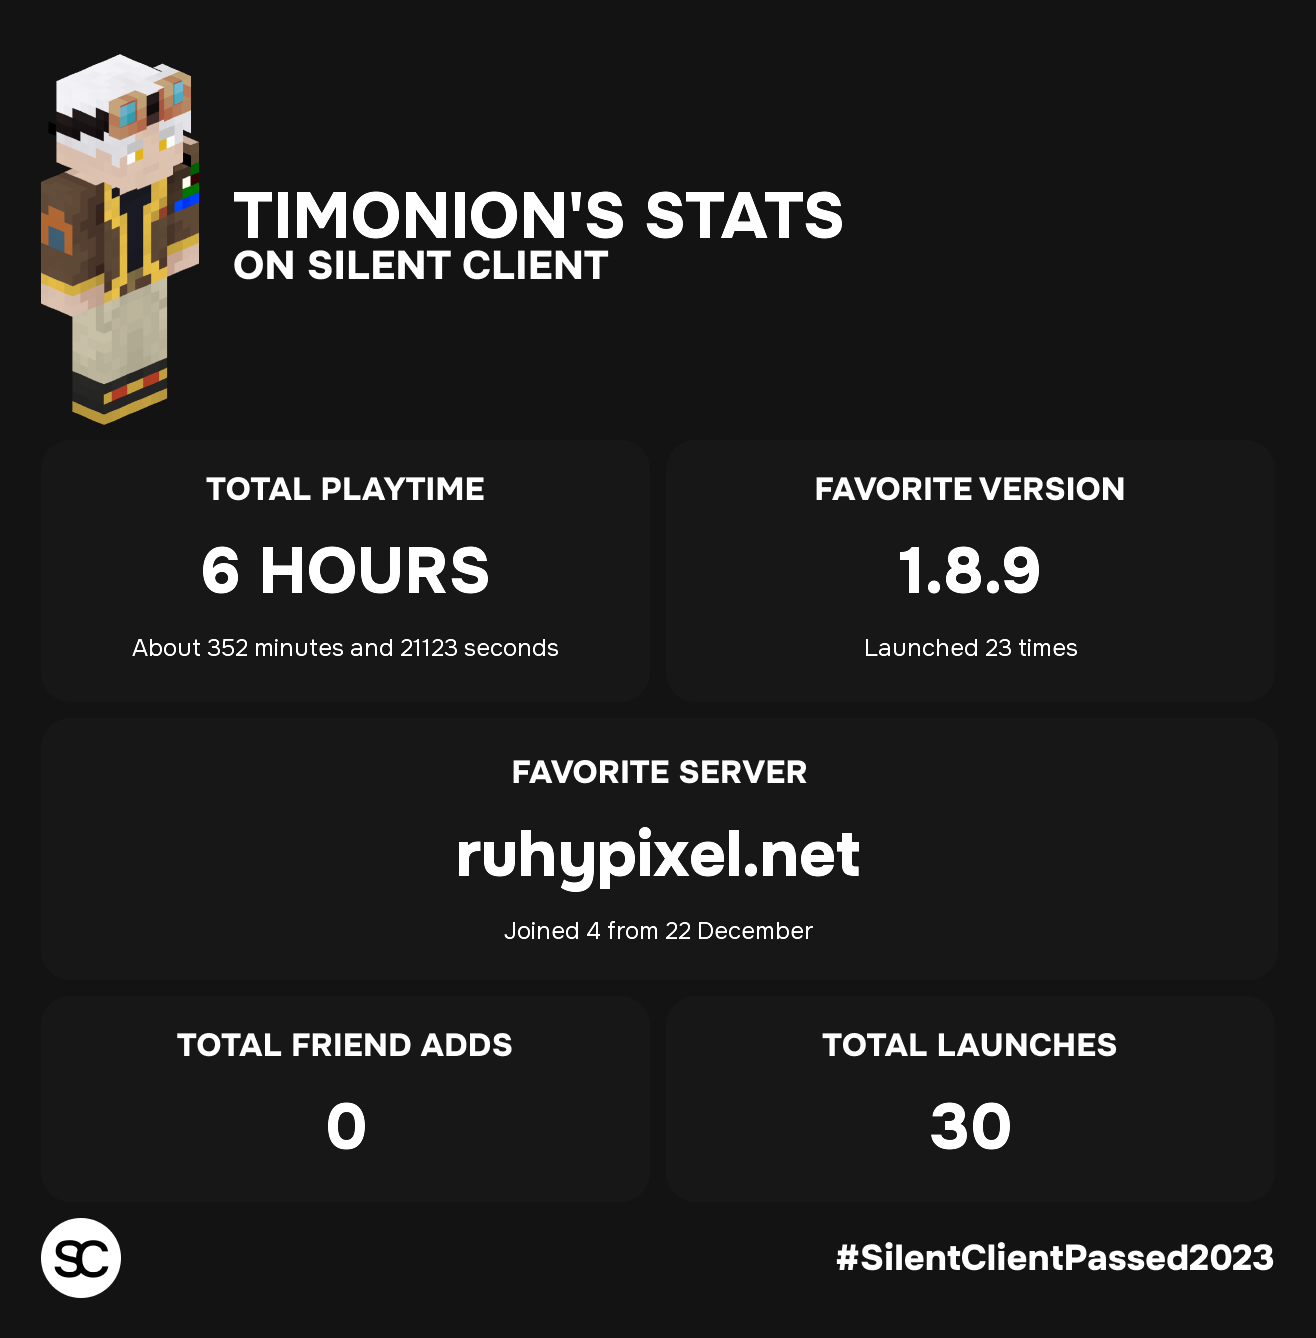 TIMONION'S STATS
ON SILENT CLIENT
TOTAL PLAYTIME
6 HOURS
About 352 minutes and 21123 seconds
FAVORITE VERSION
1.8.9
Launched 23 times
FAVORITE SERVER
ruhypixel.net
Joined 4 from 22 December
TOTAL FRIEND ADDS
0
TOTAL LAUNCHES
30
SC
#SilentClientPassed2023